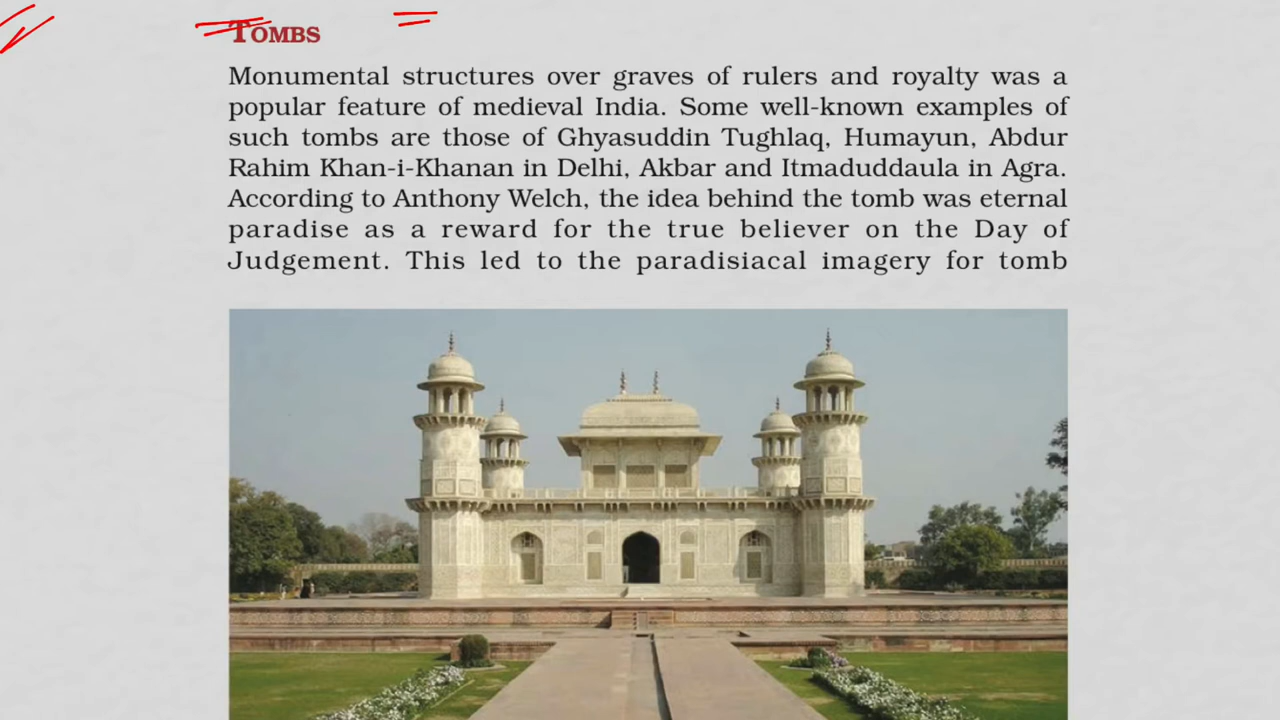 TOMBS
Monumental structures over graves of rulers and royalty was a
popular feature of medieval India. Some well-known examples of
such tombs are those of Ghyasuddin Tughlaq, Humayun, Abdur
Rahim Khan-i-Khanan in Delhi, Akbar and Itmaduddaula in Agra.
According to Anthony Welch, the idea behind the tomb was eternal
paradise as a reward for the true believer on the Day of
Judgement. This led to the paradisiacal imagery for tomb